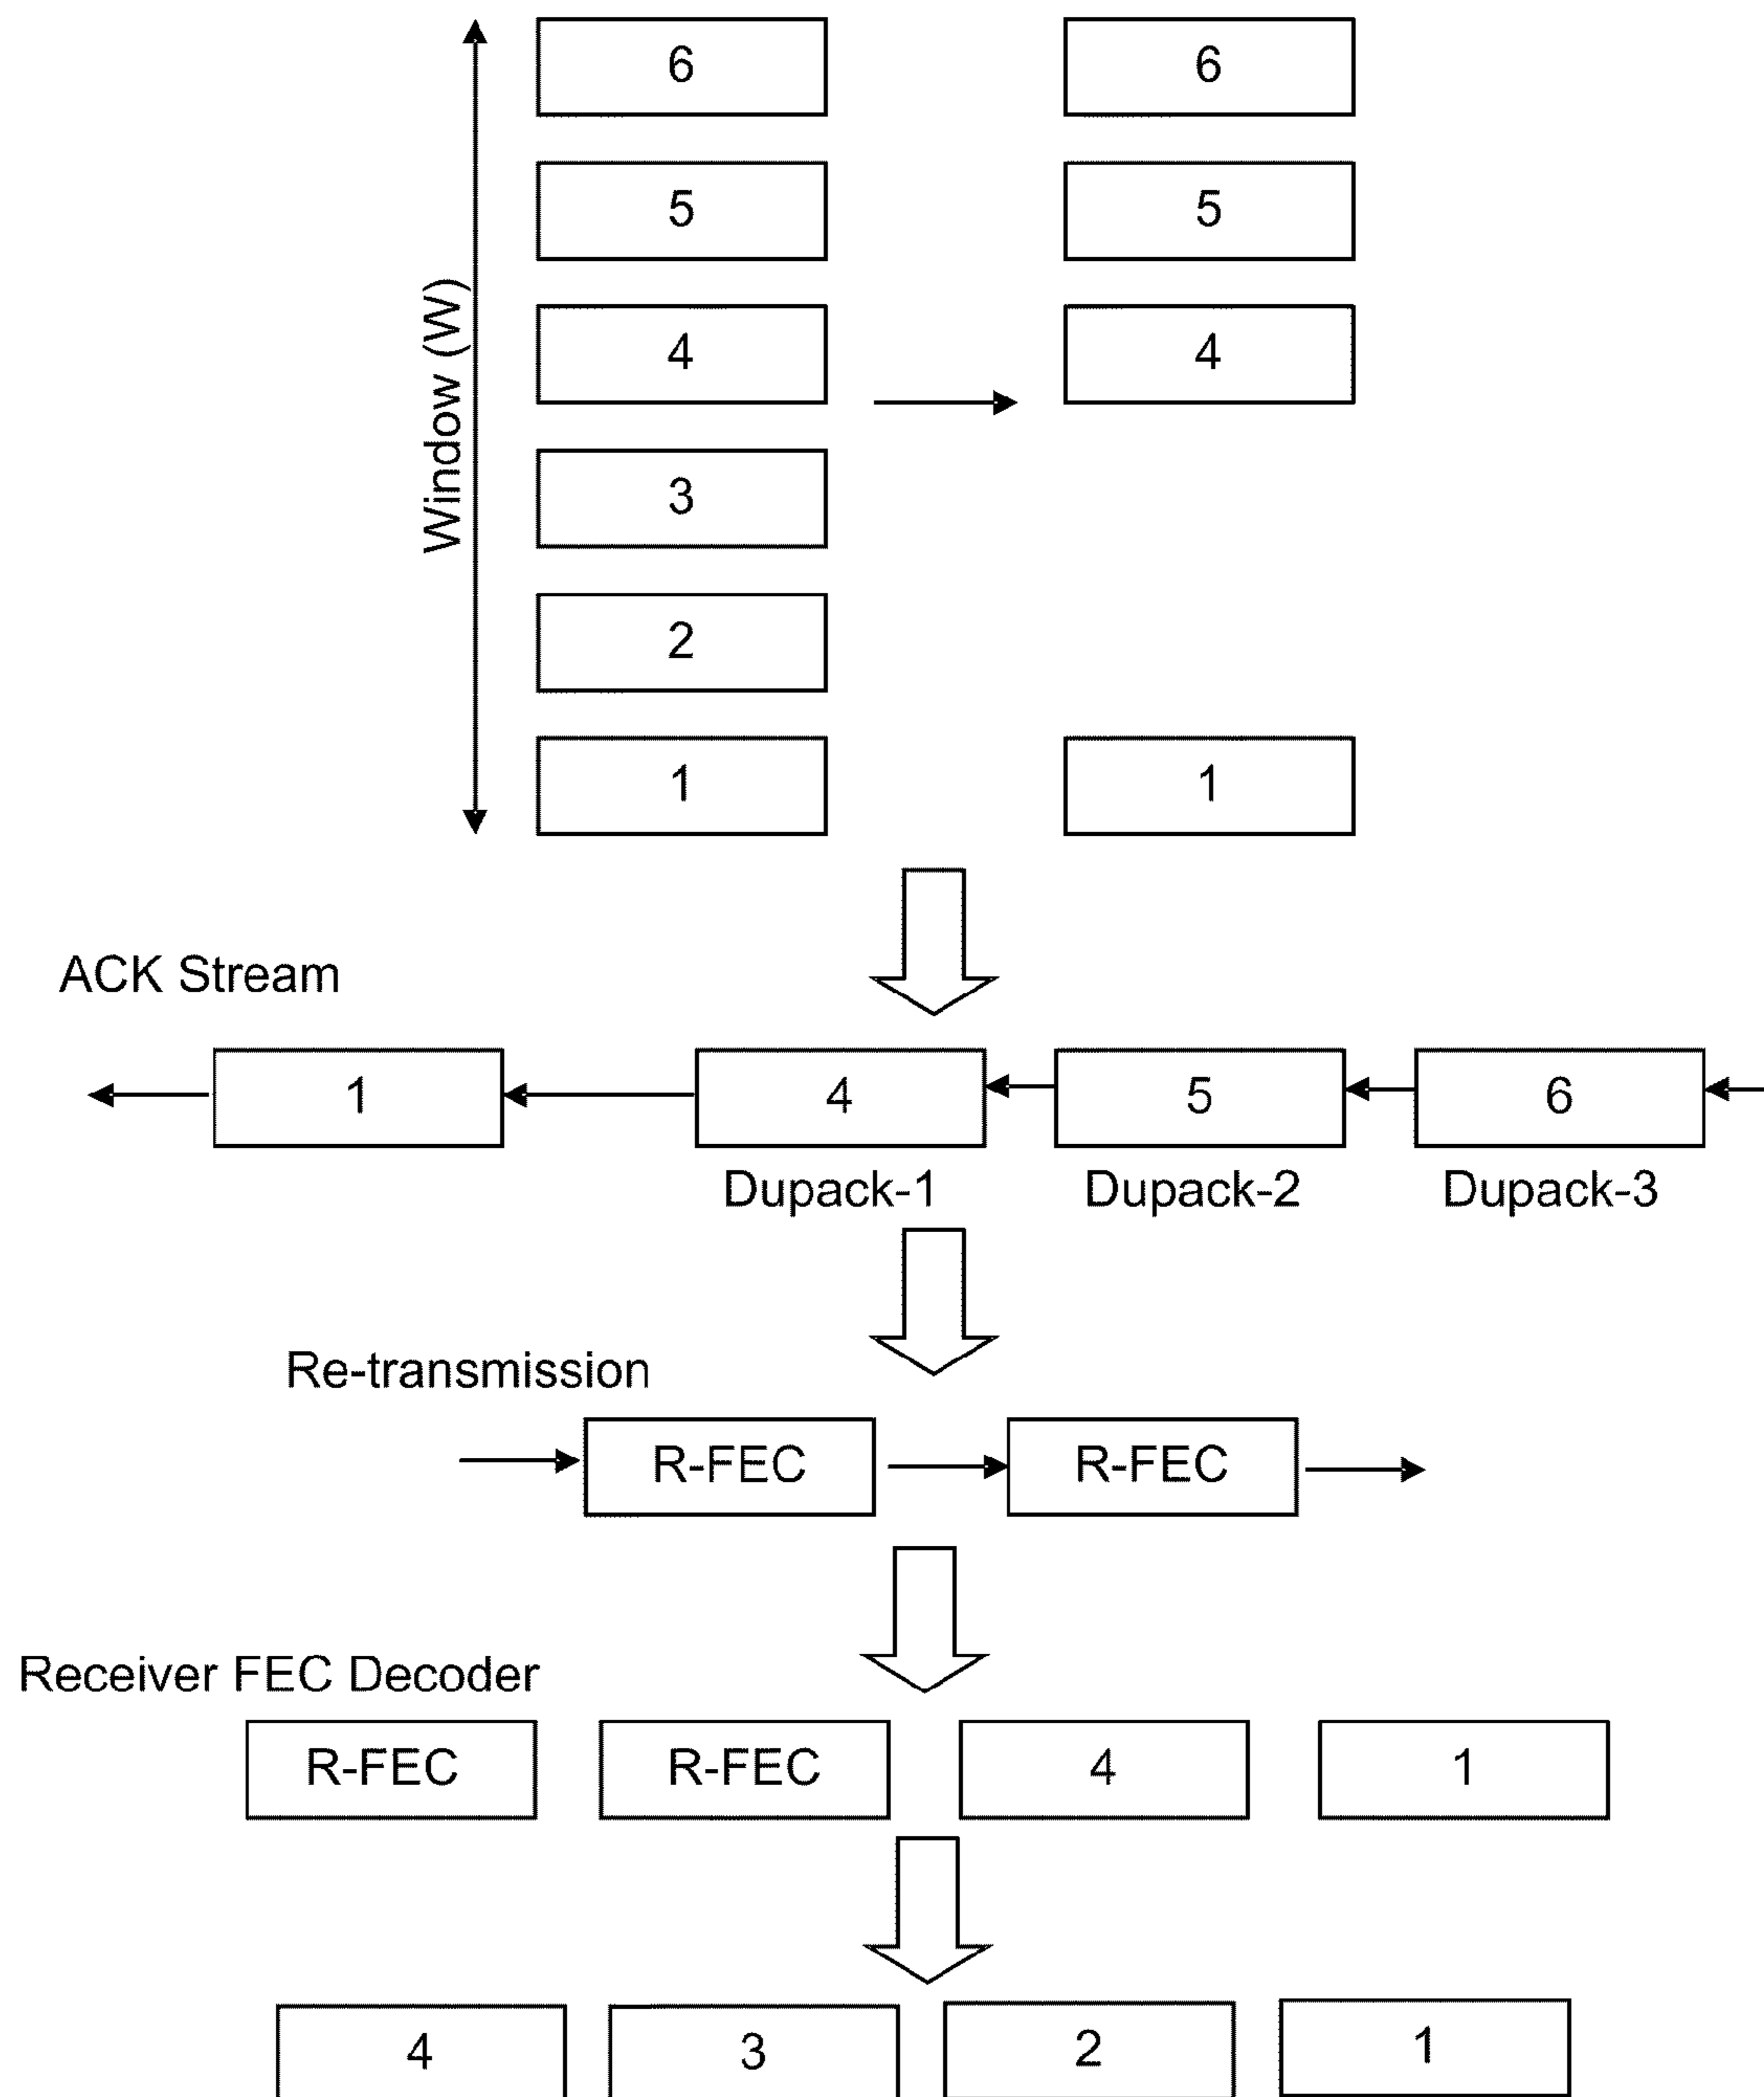 6 6
5 5
Window (W)
4 4
3
2
1 1
ACK Stream
1 4 5 6
Dupack-1 Dupack-2 Dupack-3
Re-transmission
R-FEC R-FEC
Receiver FEC Decoder
R-FEC R-FEC 4 1
4 3 2 1